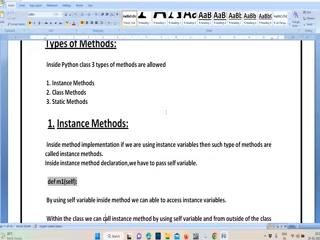 Types of Methods:
Inside Python class 3 types of methods are allowed
1. Instance Methods
2. Class Methods
3. Static Methods
1. Instance Methods:
Inside method implementation if we are using instance variables then such type of methods are
called instance methods.
Inside instance method declaration,we have to pass self variable.
def m1(self):
By using self variable inside method we can able to access instance variables.
Within the class we can call instance method by using self variable and from outside of the class